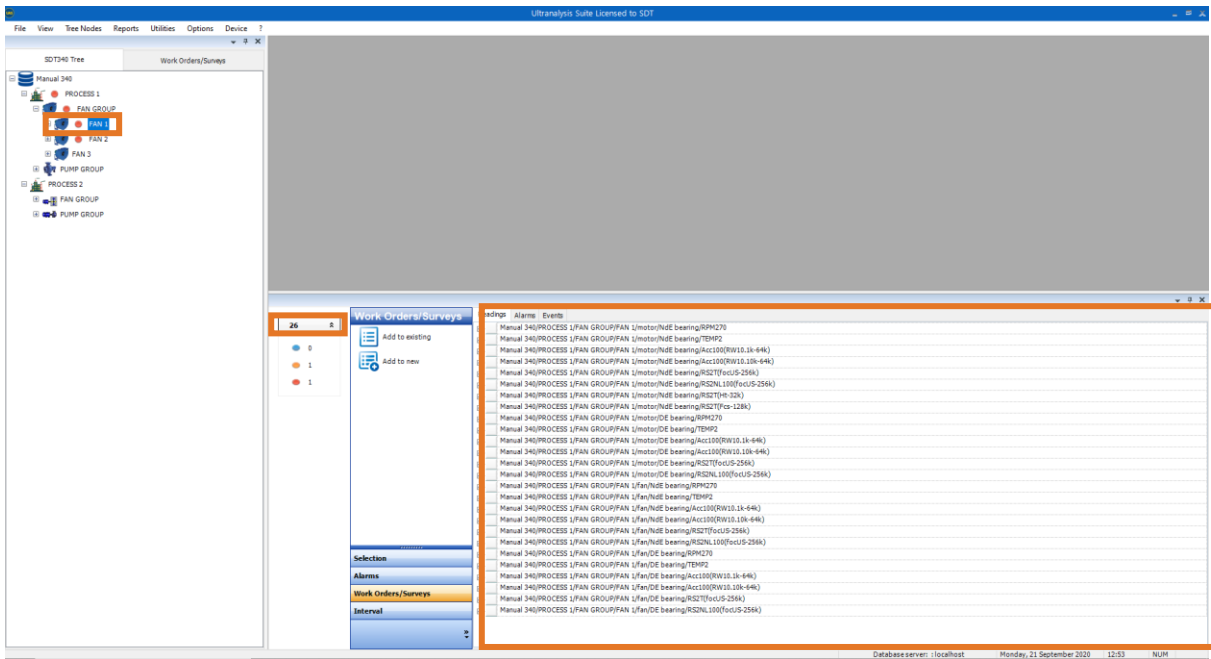 Ultranalysis Suite Licensed to SDT
File View Tree Nodes Reports Utilities Options Device ?
SDT340 Tree Work Orders/Surveys
Manual 340
PROCESS 1
FAN GROUP
FAN 1
FAN 2
FAN 3
PUMP GROUP
PROCESS 2
FAN GROUP
PUMP GROUP
26
0
1
1
Work Orders/Surveys
Add to existing
Add to new
Selection
Alarms
Work Orders/Surveys
Interval
adings Alarms Events
Manual 340/PROCESS 1/FAN GROUP/FAN 1/motor/NdE bearing/RPM270
Manual 340/PROCESS 1/FAN GROUP/FAN 1/motor/NdE bearing/TEMP2
Manual 340/PROCESS 1/FAN GROUP/FAN 1/motor/NdE bearing/Acc100(RW10.1k-64k)
Manual 340/PROCESS 1/FAN GROUP/FAN 1/motor/NdE bearing/Acc100(RW10.10k-64k)
Manual 340/PROCESS 1/FAN GROUP/FAN 1/motor/NdE bearing/RS2T(focUS-256k)
Manual 340/PROCESS 1/FAN GROUP/FAN 1/motor/NdE bearing/RS2NL100(focUS-256k)
Manual 340/PROCESS 1/FAN GROUP/FAN 1/motor/NdE bearing/RS2T(Ht-32k)
Manual 340/PROCESS 1/FAN GROUP/FAN 1/motor/NdE bearing/RS2T(Fcs-128k)
Manual 340/PROCESS 1/FAN GROUP/FAN 1/motor/DE bearing/RPM270
Manual 340/PROCESS 1/FAN GROUP/FAN 1/motor/DE bearing/TEMP2
Manual 340/PROCESS 1/FAN GROUP/FAN 1/motor/DE bearing/Acc100(RW10.1k-64k)
Manual 340/PROCESS 1/FAN GROUP/FAN 1/motor/DE bearing/Acc100(RW10.10k-64k)
Manual 340/PROCESS 1/FAN GROUP/FAN 1/motor/DE bearing/RS2T(focUS-256k)
Manual 340/PROCESS 1/FAN GROUP/FAN 1/motor/DE bearing/RS2NL100(focUS-256k)
Manual 340/PROCESS 1/FAN GROUP/FAN 1/fan/NdE bearing/RPM270
Manual 340/PROCESS 1/FAN GROUP/FAN 1/fan/NdE bearing/TEMP2
Manual 340/PROCESS 1/FAN GROUP/FAN 1/fan/NdE bearing/Acc100(RW10.1k-64k)
Manual 340/PROCESS 1/FAN GROUP/FAN 1/fan/NdE bearing/Acc100(RW10.10k-64k)
Manual 340/PROCESS 1/FAN GROUP/FAN 1/fan/NdE bearing/RS2T(focUS-256k)
Manual 340/PROCESS 1/FAN GROUP/FAN 1/fan/NdE bearing/RS2NL100(focUS-256k)
Manual 340/PROCESS 1/FAN GROUP/FAN 1/fan/DE bearing/RPM270
Manual 340/PROCESS 1/FAN GROUP/FAN 1/fan/DE bearing/TEMP2
Manual 340/PROCESS 1/FAN GROUP/FAN 1/fan/DE bearing/Acc100(RW10.1k-64k)
Manual 340/PROCESS 1/FAN GROUP/FAN 1/fan/DE bearing/Acc100(RW10.10k-64k)
Manual 340/PROCESS 1/FAN GROUP/FAN 1/fan/DE bearing/RS2T(focUS-256k)
Manual 340/PROCESS 1/FAN GROUP/FAN 1/fan/DE bearing/RS2NL100(focUS-256k)
Database server: : localhost Monday, 21 September 2020 12:53 NUM